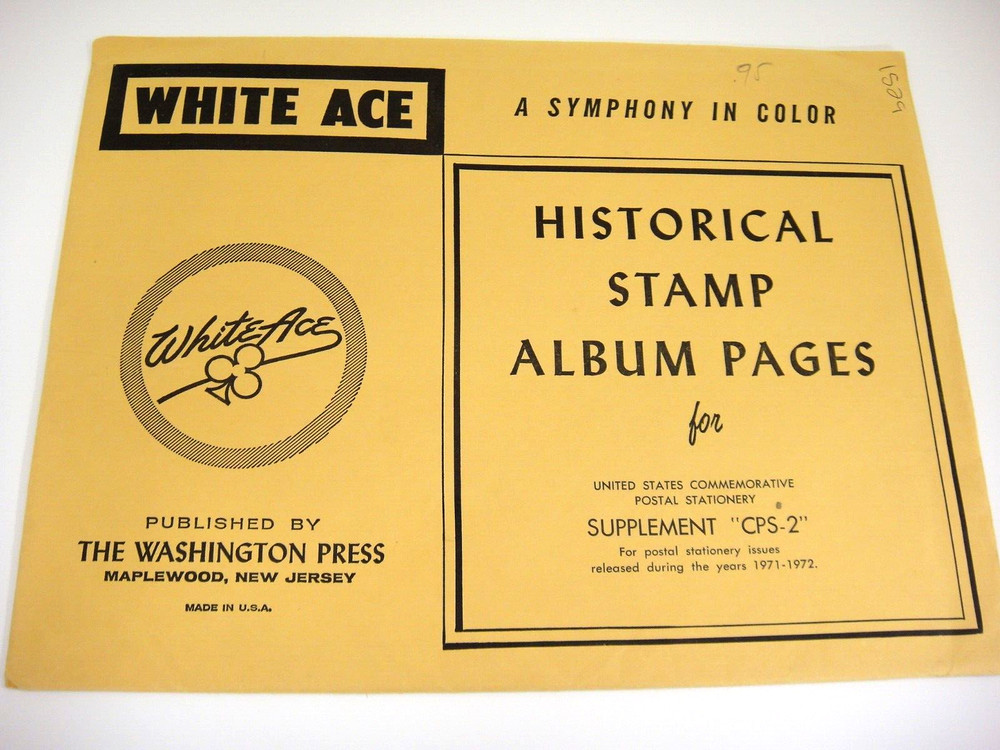 WHITE ACE
A SYMPHONY IN COLOR
.95
White Ace
PUBLISHED BY
THE WASHINGTON PRESS
MAPLEWOOD, NEW JERSEY
MADE IN U.S.A.
HISTORICAL
STAMP
ALBUM PAGES
for
UNITED STATES COMMEMORATIVE
POSTAL STATIONERY
SUPPLEMENT "CPS-2"
For postal stationery issues
released during the years 1971-1972.